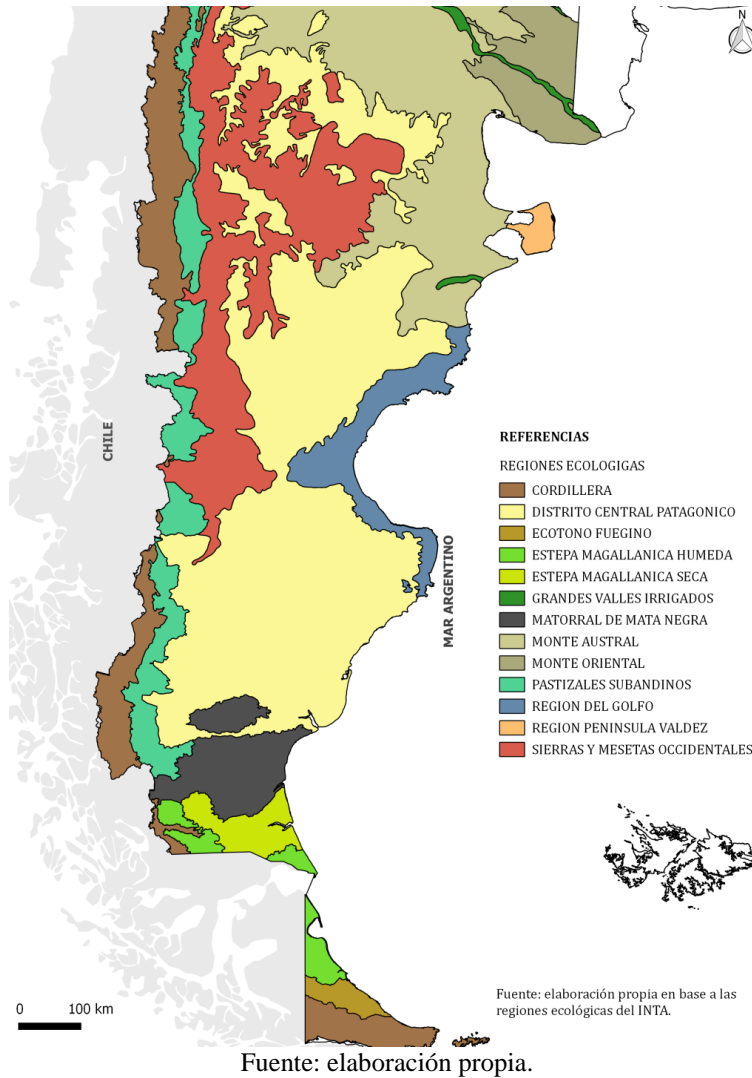 N
CHILE
MAR ARGENTINO
REFERENCIAS
REGIONES ECOLOGIGAS
CORDILLERA
DISTRITO CENTRAL PATAGONICO
ECOTONO FUEGINO
ESTEPA MAGALLANICA HUMEDA
ESTEPA MAGALLANICA SECA
GRANDES VALLES IRRIGADOS
MATORRAL DE MATA NEGRA
MONTE AUSTRAL
MONTE ORIENTAL
PASTIZALES SUBANDINOS
REGION DEL GOLFO
REGION PENINSULA VALDEZ
SIERRAS Y MESETAS OCCIDENTALES
0 100 km
Fuente: elaboración propia en base a las
regiones ecológicas del INTA.
Fuente: elaboración propia.